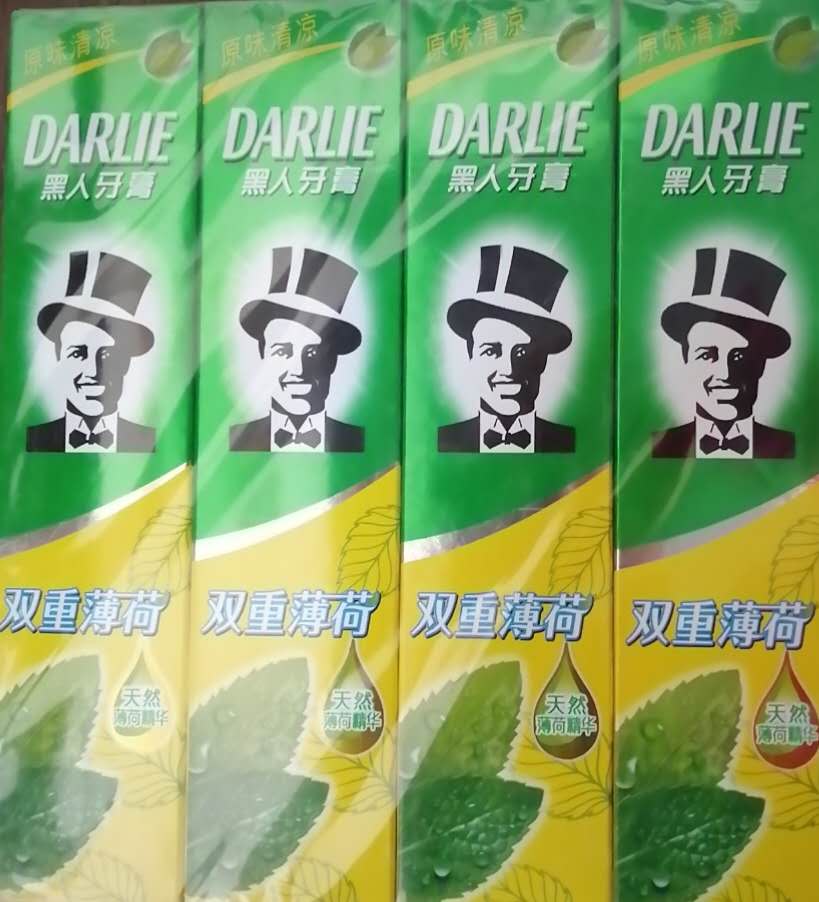 原味清凉
DARLIE
黑人牙膏
双重薄荷
天然
薄荷精华
原味清凉
DARLIE
黑人牙膏
双重薄荷
天然
薄荷精华
原味清凉
DARLIE
黑人牙膏
双重薄荷
天然
薄荷精华
原味清凉
DARLIE
黑人牙膏
双重薄荷
天然
薄荷精华